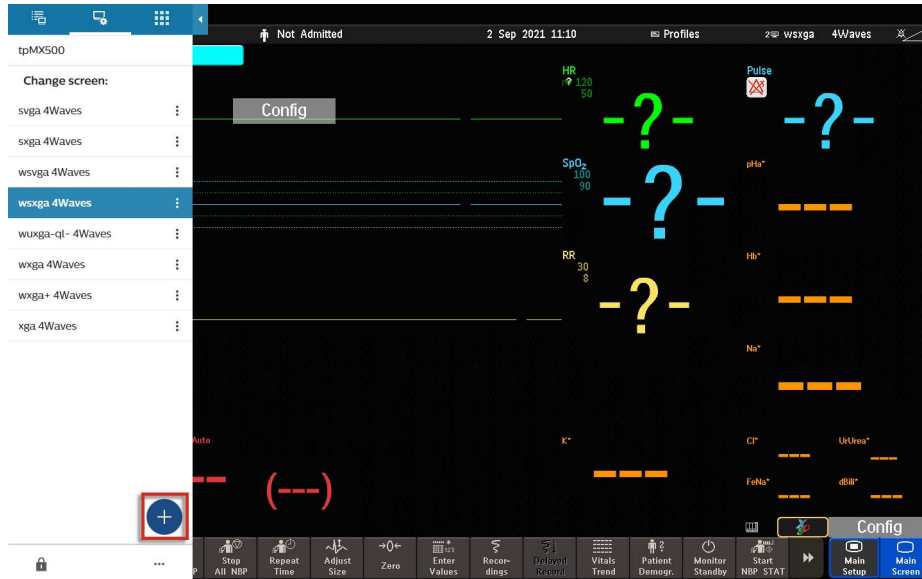 tpMX500
Change screen:
svga 4Waves
sxga 4Waves
wsvga 4Waves
wsxga 4Waves
wuxga-ql- 4Waves
wxga 4Waves
wxga+ 4Waves
xga 4Waves
Not Admitted
2 Sep 2021 11:10
Profiles
wsxga
4Waves
Config
HR
120
50
-?-
Pulse
-?-
SpO₂
100
90
-?-
pHa*
---
RR
30
8
-?-
Hb*
---
Na*
---
Auto
--
(---)
K*
---
Cl*
---
UrUrea*
---
FeNa*
---
dBili*
---
Config
P
Stop
All NBP
Repeat
Time
Adjust
Size
→0←
Zero
123
Enter
Values
Recor-
dings
Delayed
Record
Vitals
Trend
Patient
Demogr.
Monitor
Standby
Start
NBP STAT
Main
Setup
Main
Screen